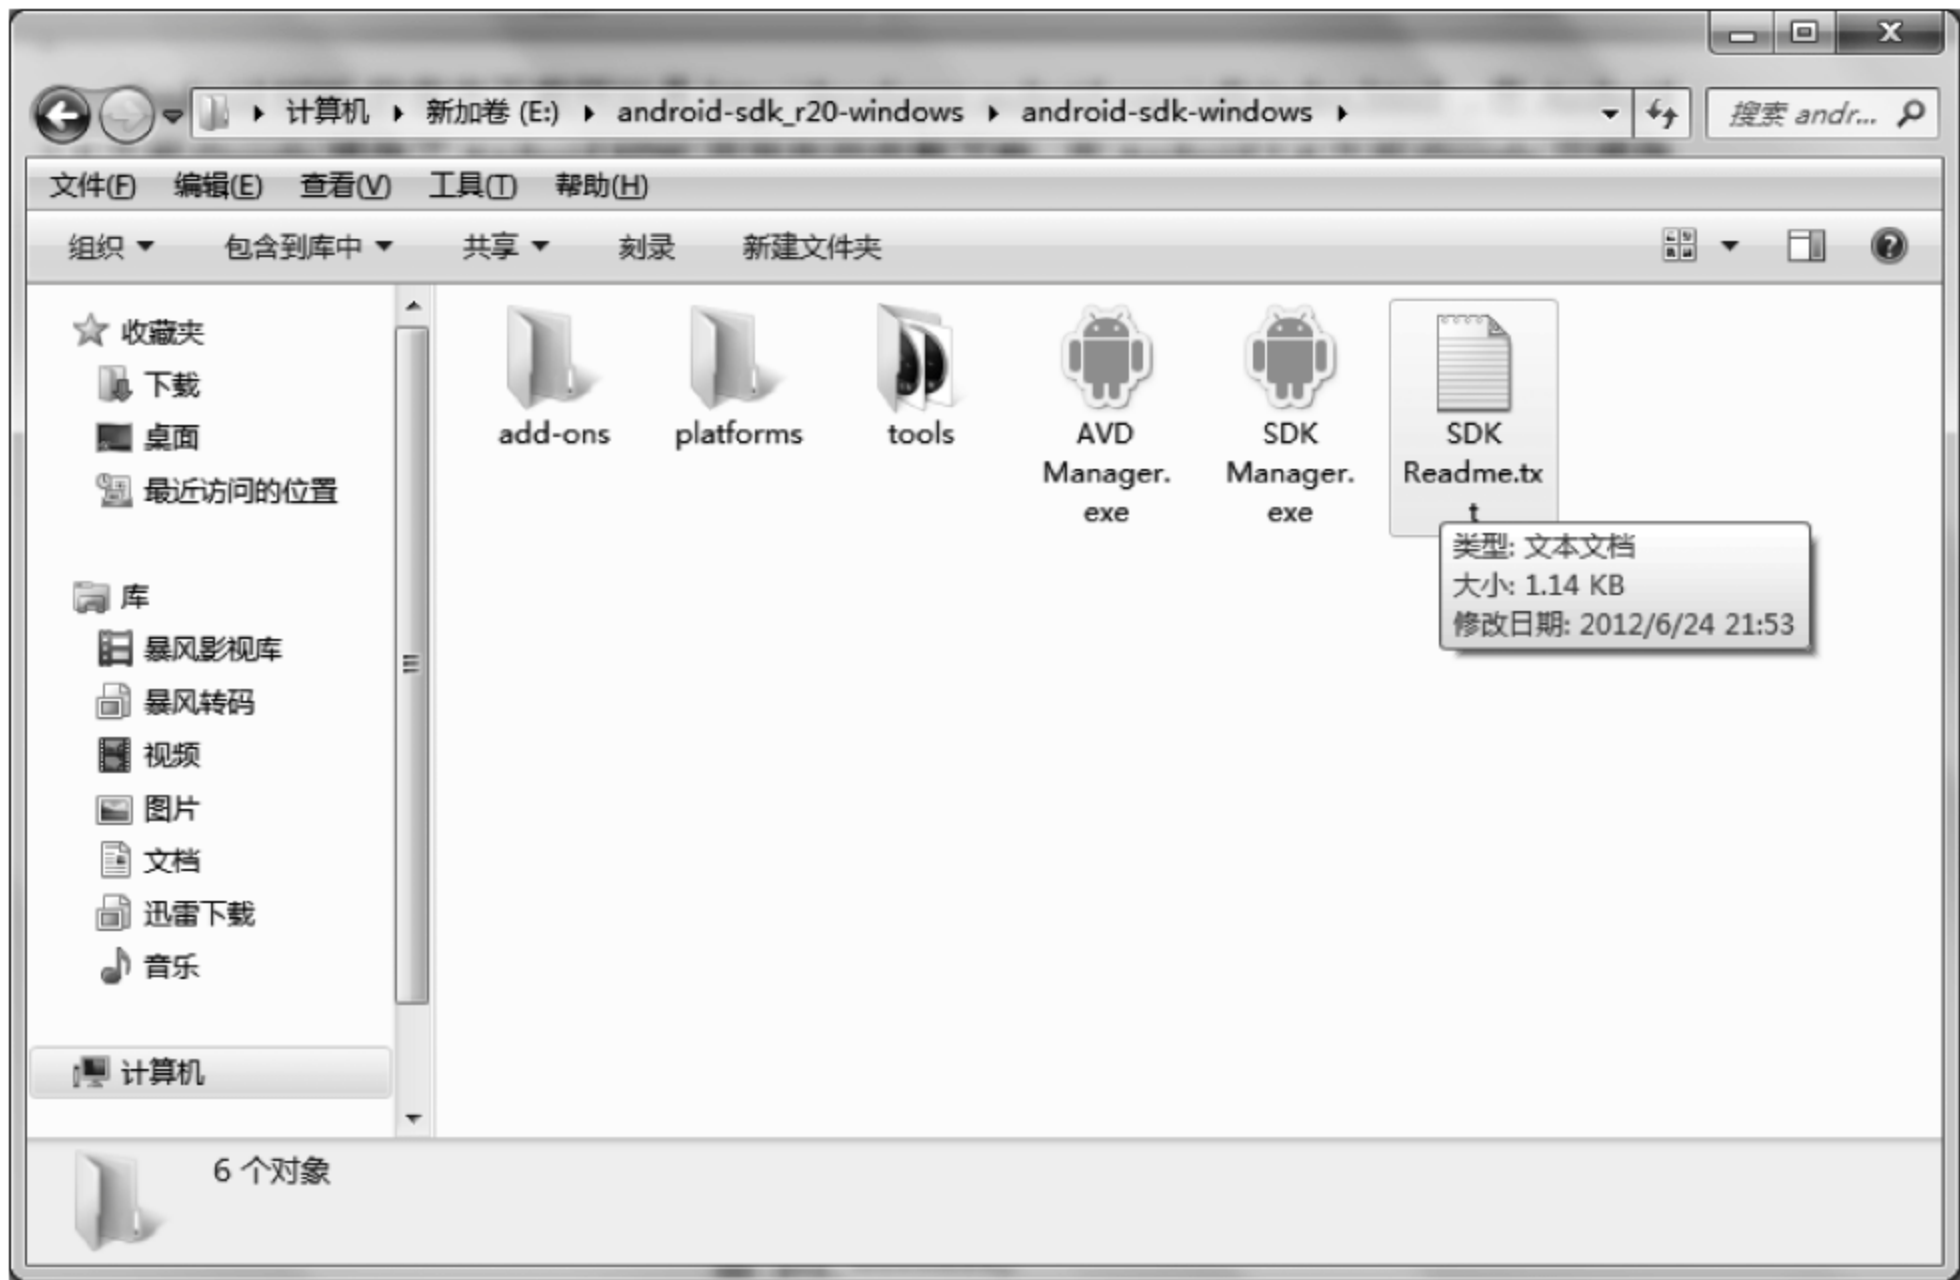 计算机 新加卷 (E:) android-sdk_r20-windows android-sdk-windows 搜索 andr...
文件(F) 编辑(E) 查看(V) 工具(T) 帮助(H)
组织 包含到库中 共享 刻录 新建文件夹
收藏夹
下载
桌面
最近访问的位置
库
暴风影视库
暴风转码
视频
图片
文档
迅雷下载
音乐
计算机
add-ons
platforms
tools
AVD
Manager.
exe
SDK
Manager.
exe
SDK
Readme.tx
t
类型: 文本文档
大小: 1.14 KB
修改日期: 2012/6/24 21:53
6 个对象